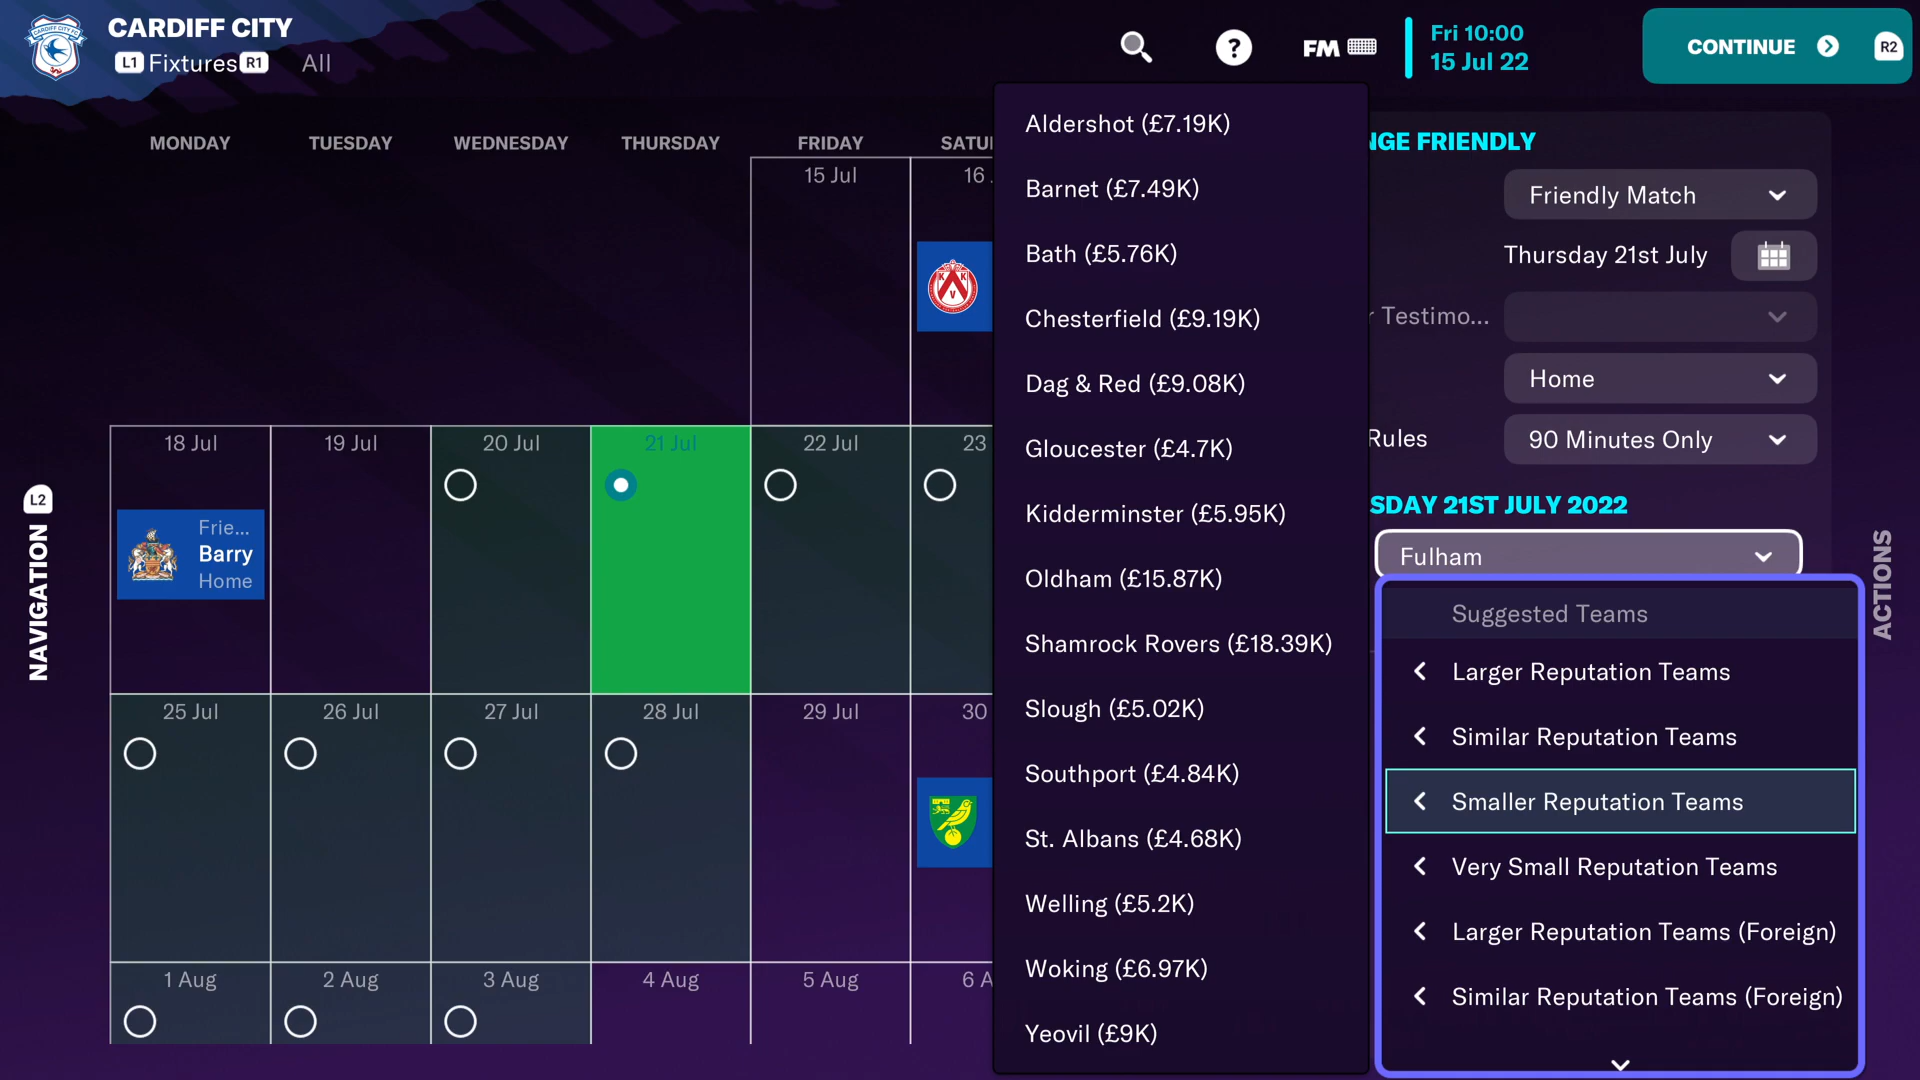 CARDIFF CITY
L1 Fixtures R1 All
FM
Fri 10:00
15 Jul 22
CONTINUE R2
MONDAY TUESDAY WEDNESDAY THURSDAY FRIDAY SATU
15 Jul 16
18 Jul 19 Jul 20 Jul 21 Jul 22 Jul 23
Frie...
Barry
Home
25 Jul 26 Jul 27 Jul 28 Jul 29 Jul 30
1 Aug 2 Aug 3 Aug 4 Aug 5 Aug 6 A
L2
NAVIGATION
Aldershot (£7.19K)
Barnet (£7.49K)
Bath (£5.76K)
Chesterfield (£9.19K)
Dag & Red (£9.08K)
Gloucester (£4.7K)
Kidderminster (£5.95K)
Oldham (£15.87K)
Shamrock Rovers (£18.39K)
Slough (£5.02K)
Southport (£4.84K)
St. Albans (£4.68K)
Welling (£5.2K)
Woking (£6.97K)
Yeovil (£9K)
NGE FRIENDLY
Friendly Match
Thursday 21st July
r Testimo...
Home
Rules 90 Minutes Only
SDAY 21ST JULY 2022
Fulham
Suggested Teams
Larger Reputation Teams
Similar Reputation Teams
Smaller Reputation Teams
Very Small Reputation Teams
Larger Reputation Teams (Foreign)
Similar Reputation Teams (Foreign)
ACTIONS